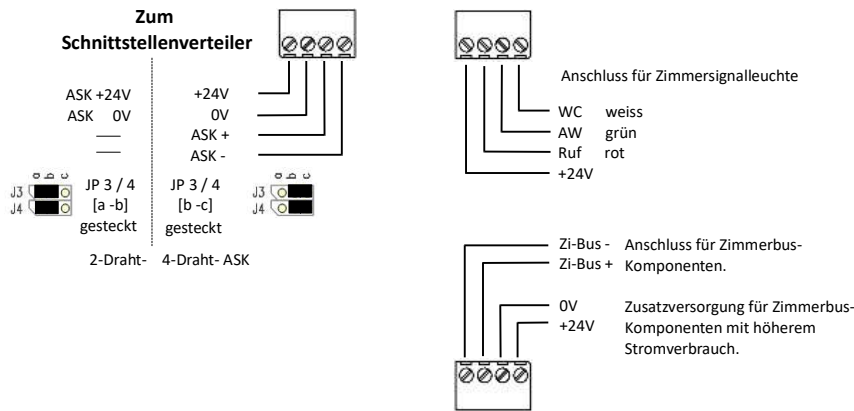 Zum
Schnittstellenverteiler
ASK +24V
ASK 0V
+24V
0V
ASK +
ASK -
a b c
J3
J4
JP 3 / 4
[a -b]
gesteckt
JP 3 / 4
[b -c]
gesteckt
a b c
J3
J4
2-Draht- 4-Draht- ASK
Anschluss für Zimmersignalleuchte
WC weiss
AW grün
Ruf rot
+24V
Zi-Bus - Anschluss für Zimmerbus-
Zi-Bus + Komponenten.
0V Zusatzversorgung für Zimmerbus-
+24V Komponenten mit höherem
Stromverbrauch.